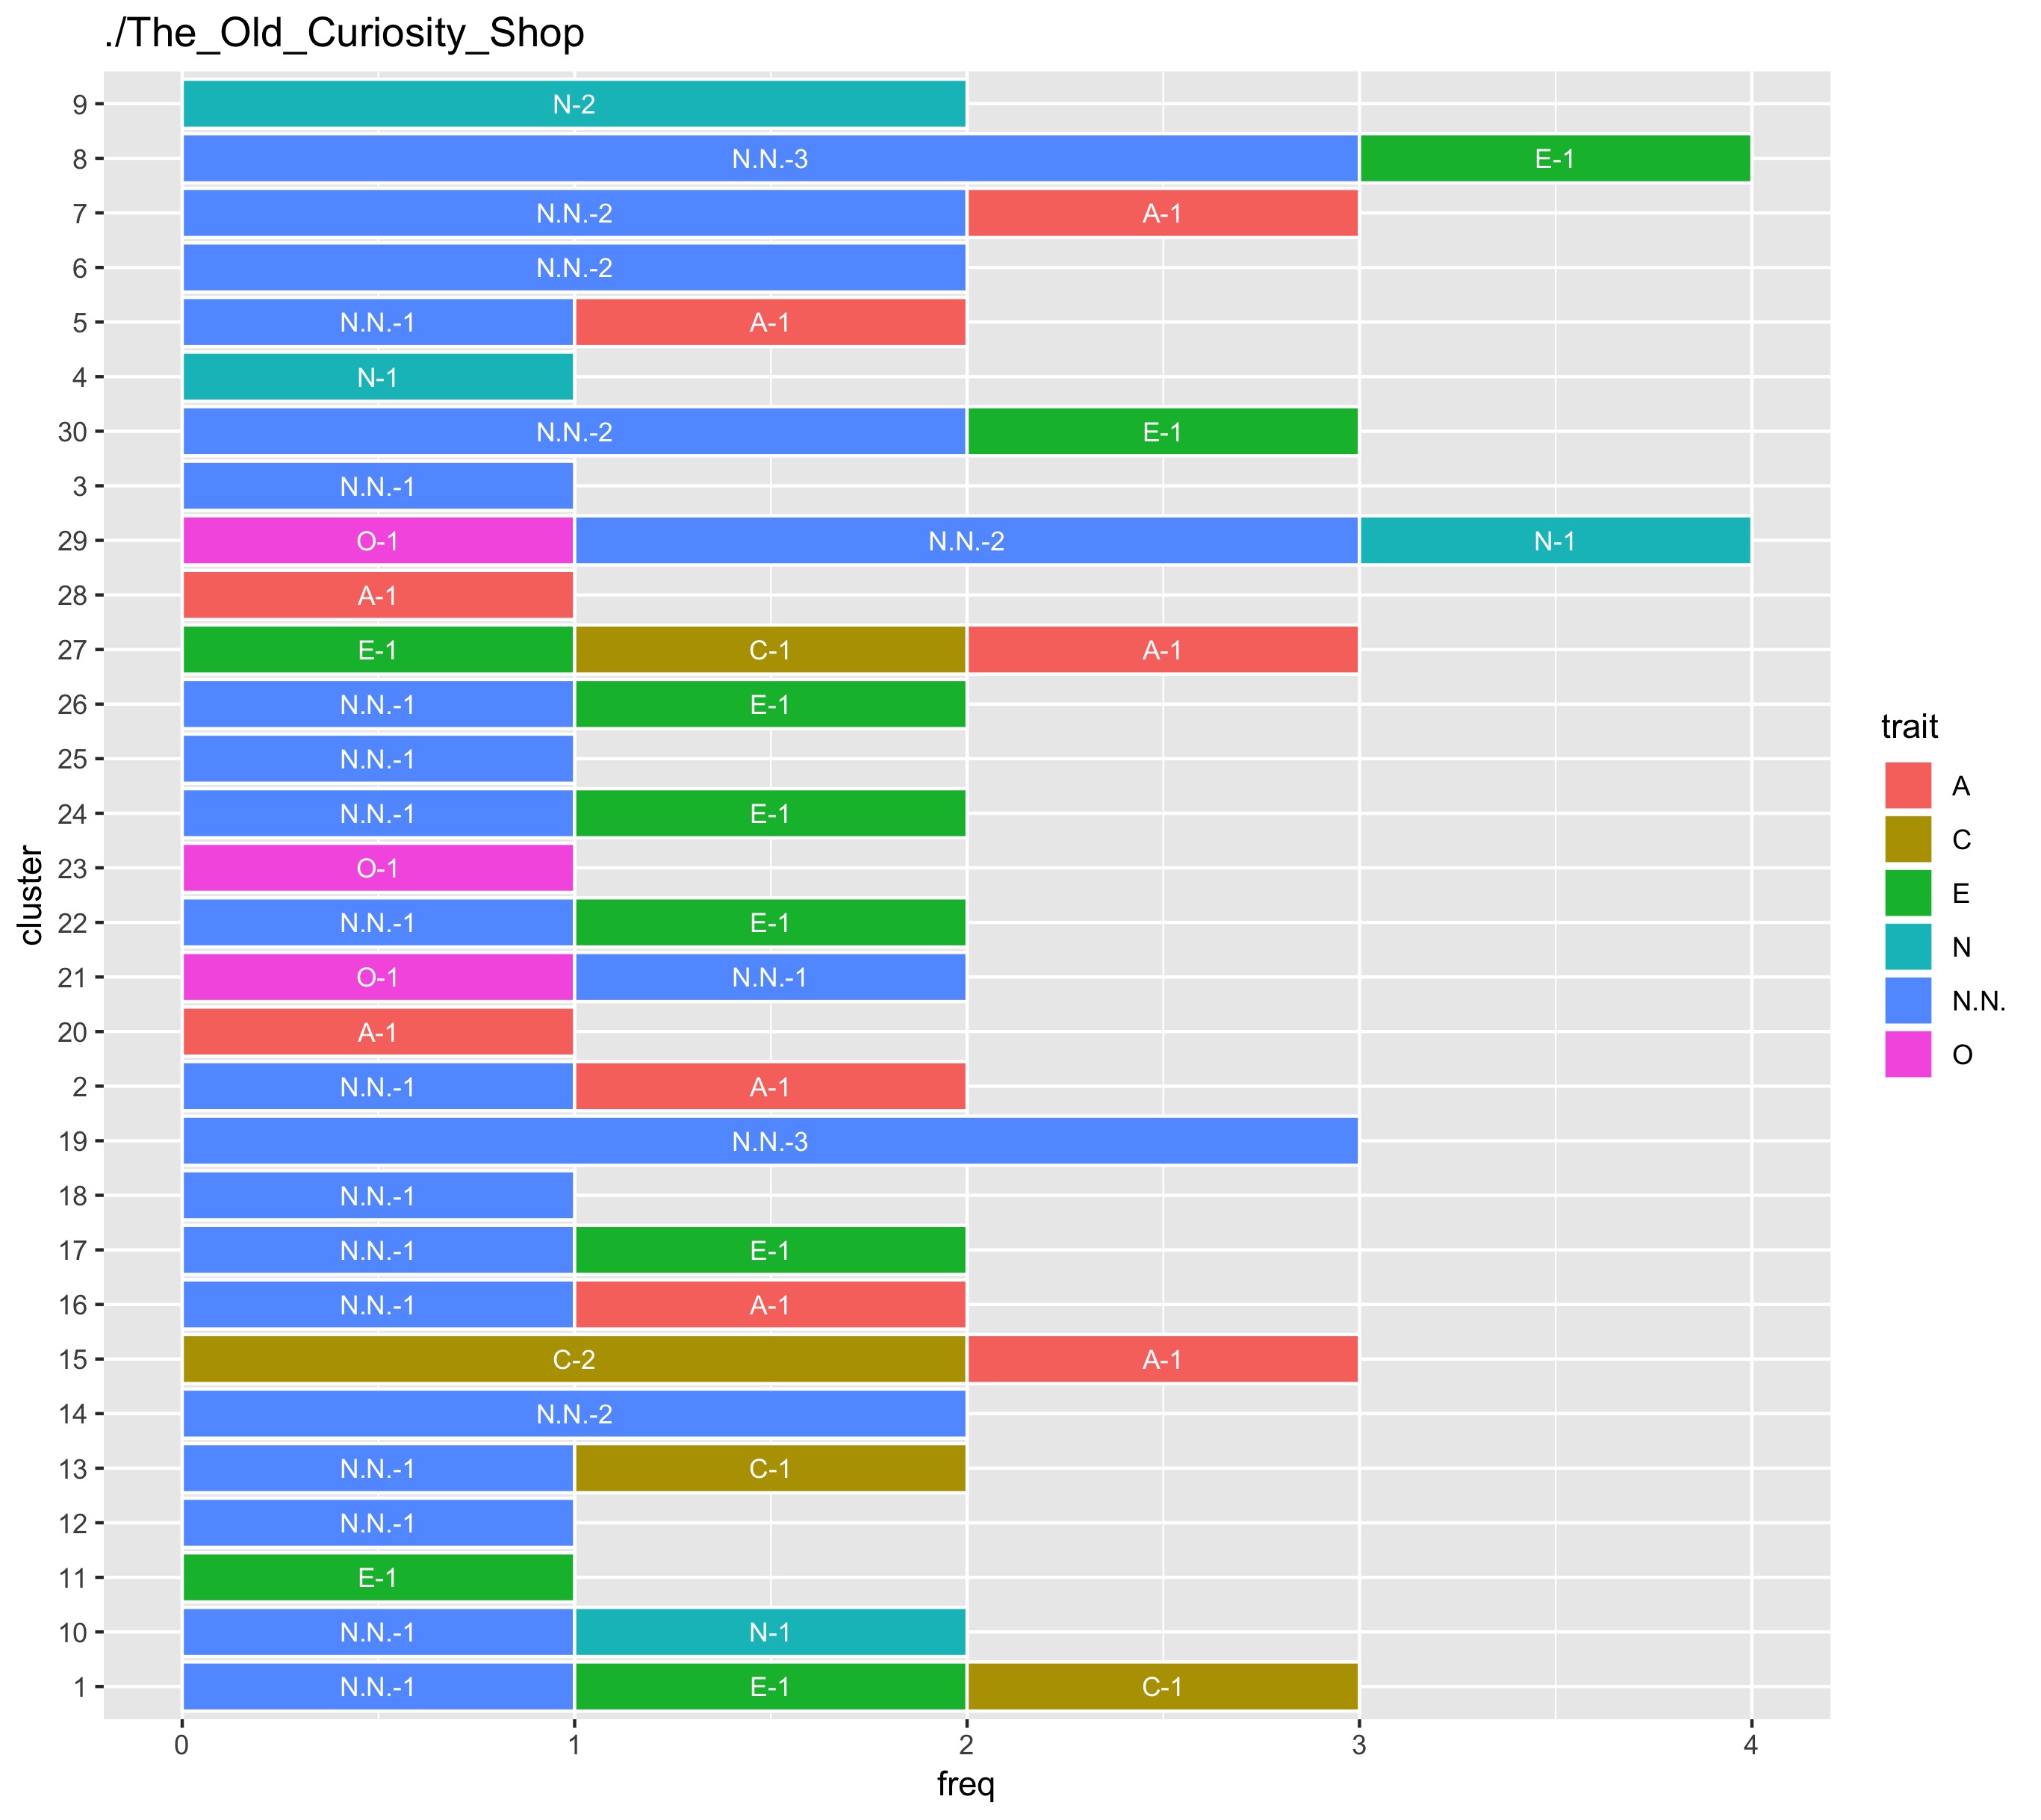 ./The_Old_Curiosity_Shop
9 N-2
8 N.N.-3 E-1
7 N.N.-2 A-1
6 N.N.-2
5 N.N.-1 A-1
4 N-1
30 N.N.-2 E-1
3 N.N.-1
29 O-1 N.N.-2 N-1
28 A-1
27 E-1 C-1 A-1
26 N.N.-1 E-1
25 N.N.-1
24 N.N.-1 E-1
23 O-1
22 N.N.-1 E-1
21 O-1 N.N.-1
20 A-1
2 N.N.-1 A-1
19 N.N.-3
18 N.N.-1
17 N.N.-1 E-1
16 N.N.-1 A-1
15 C-2 A-1
14 N.N.-2
13 N.N.-1 C-1
12 N.N.-1
11 E-1
10 N.N.-1 N-1
1 N.N.-1 E-1 C-1
0 1 2 3 4
freq
cluster
trait
A
C
E
N
N.N.
O